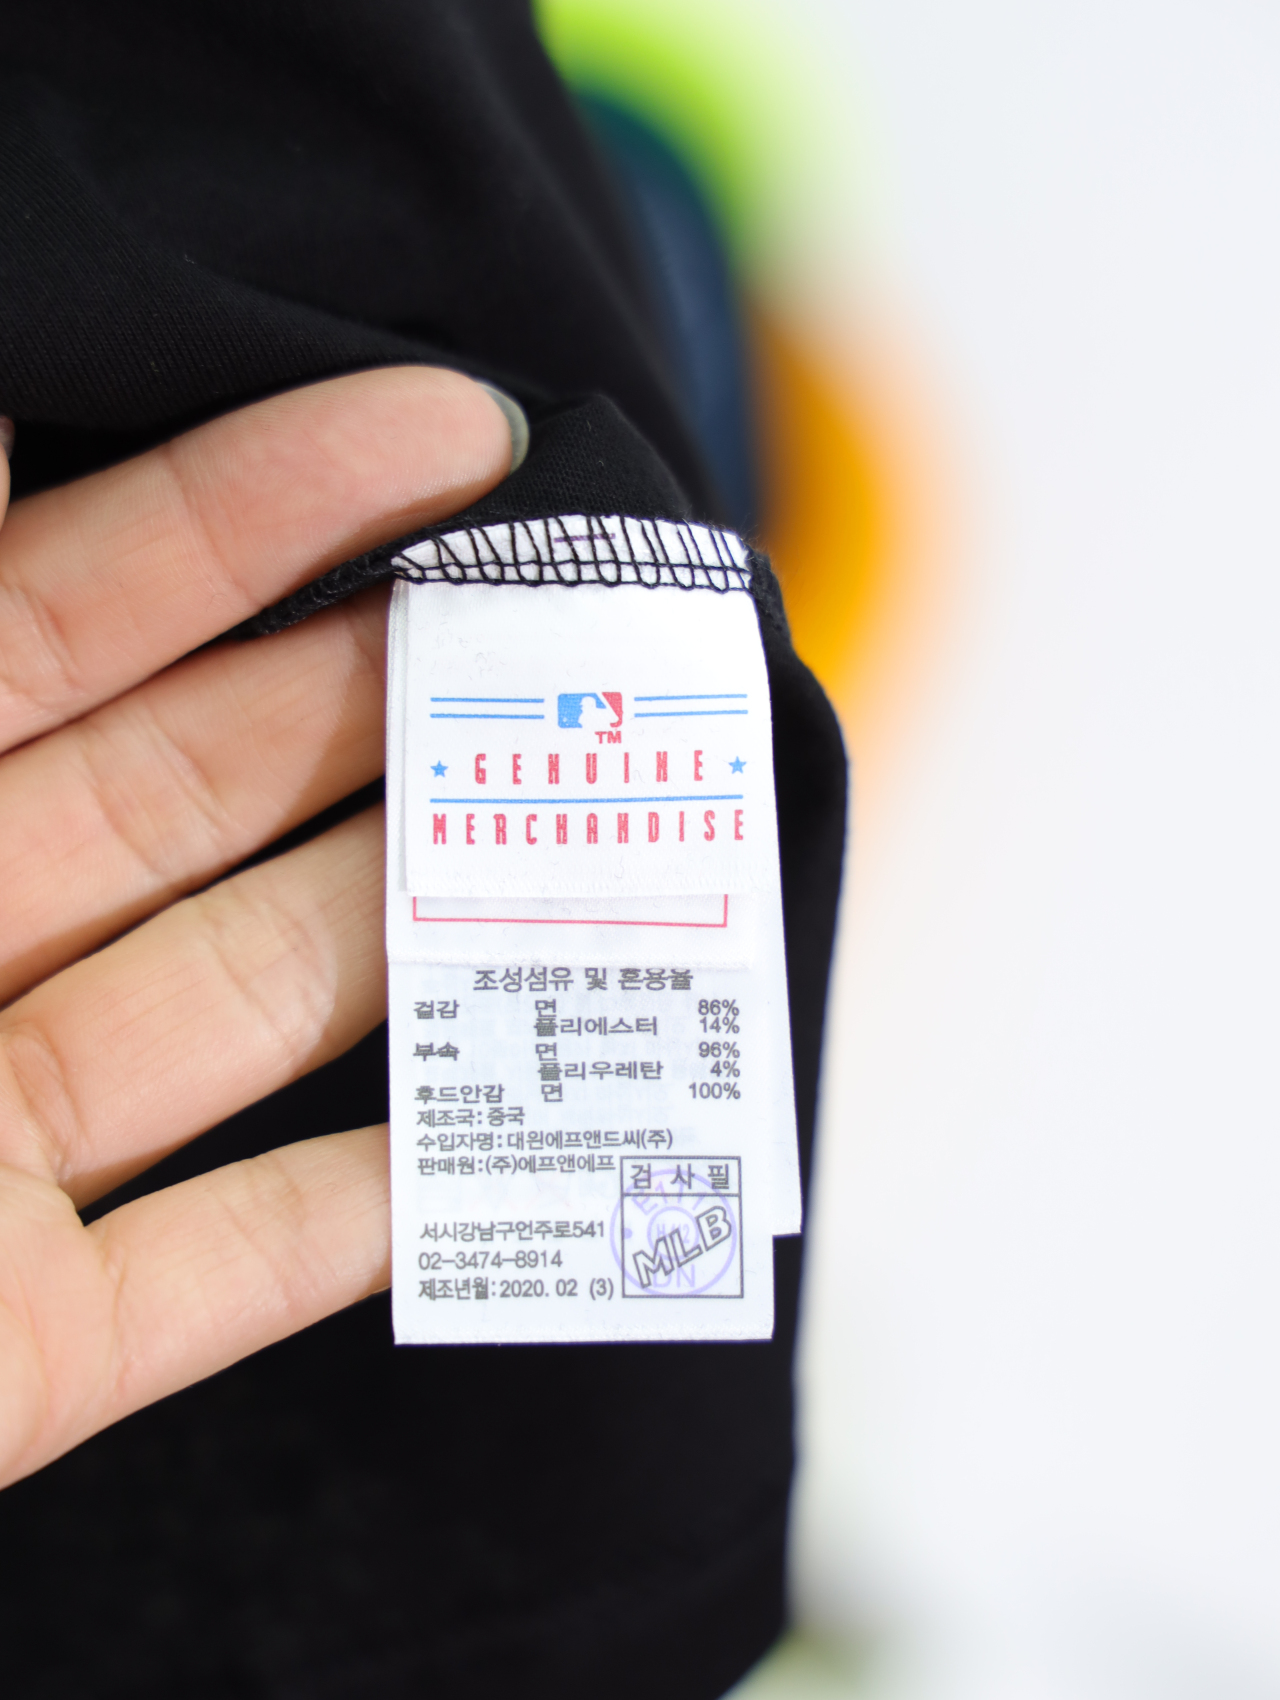 TM
GENUINE
MERCHANDISE
조성섬유 및 혼용율
겉감 면 86%
폴리에스터 14%
부속 면 96%
폴리우레탄 4%
후드안감 면 100%
제조국:중국
수입자명:대원에프앤드씨(주)
판매원:(주)에프앤에프
검 사 필
MLB
서시강남구언주로541
02-3474-8914
제조년월:2020. 02 (3)